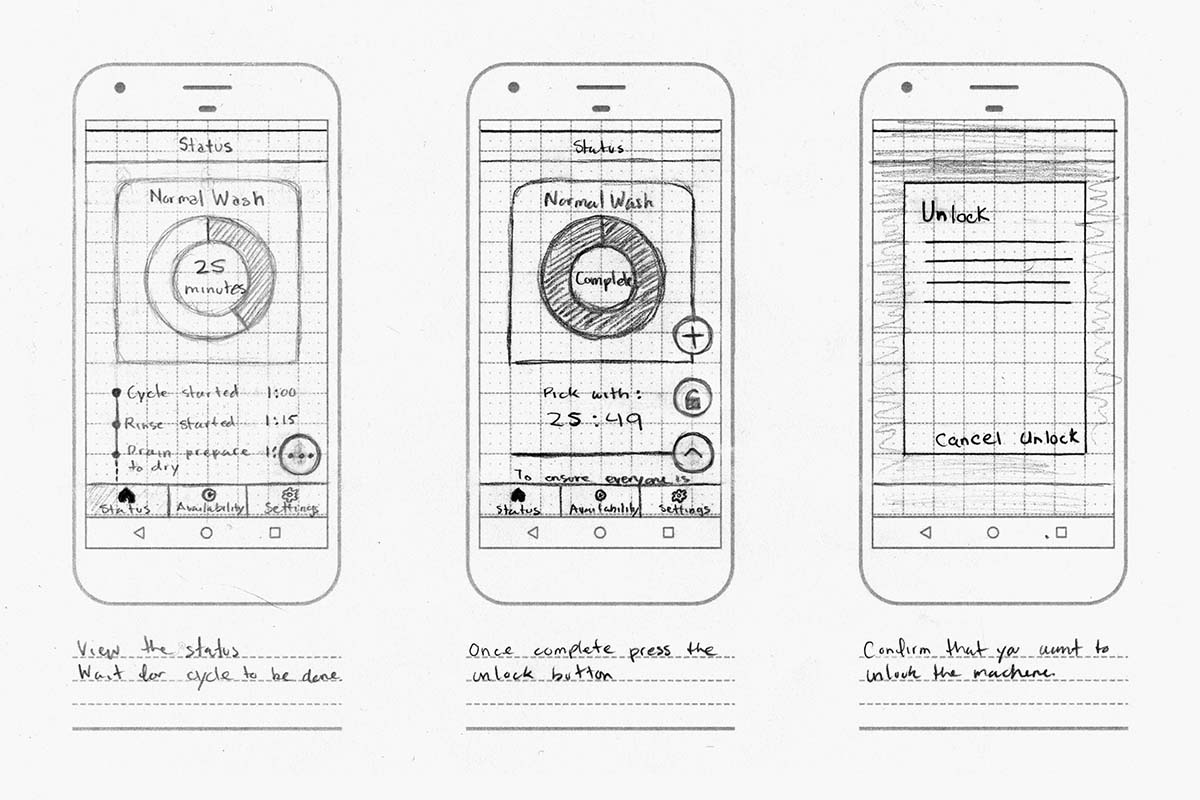 Status
Normal Wash
25
minutes
Cycle started 1:00
Rinse started 1:15
Drain prepare 1:
to dry
Status Availability Settings
View the status
Wait for cycle to be done
Status
Normal Wash
Complete
Pick with:
25:49
To ensure everyone is
Status Availability Settings
Once complete press the
unlock button
Unlock
Cancel Unlock
Confirm that you want to
unlock the machine.